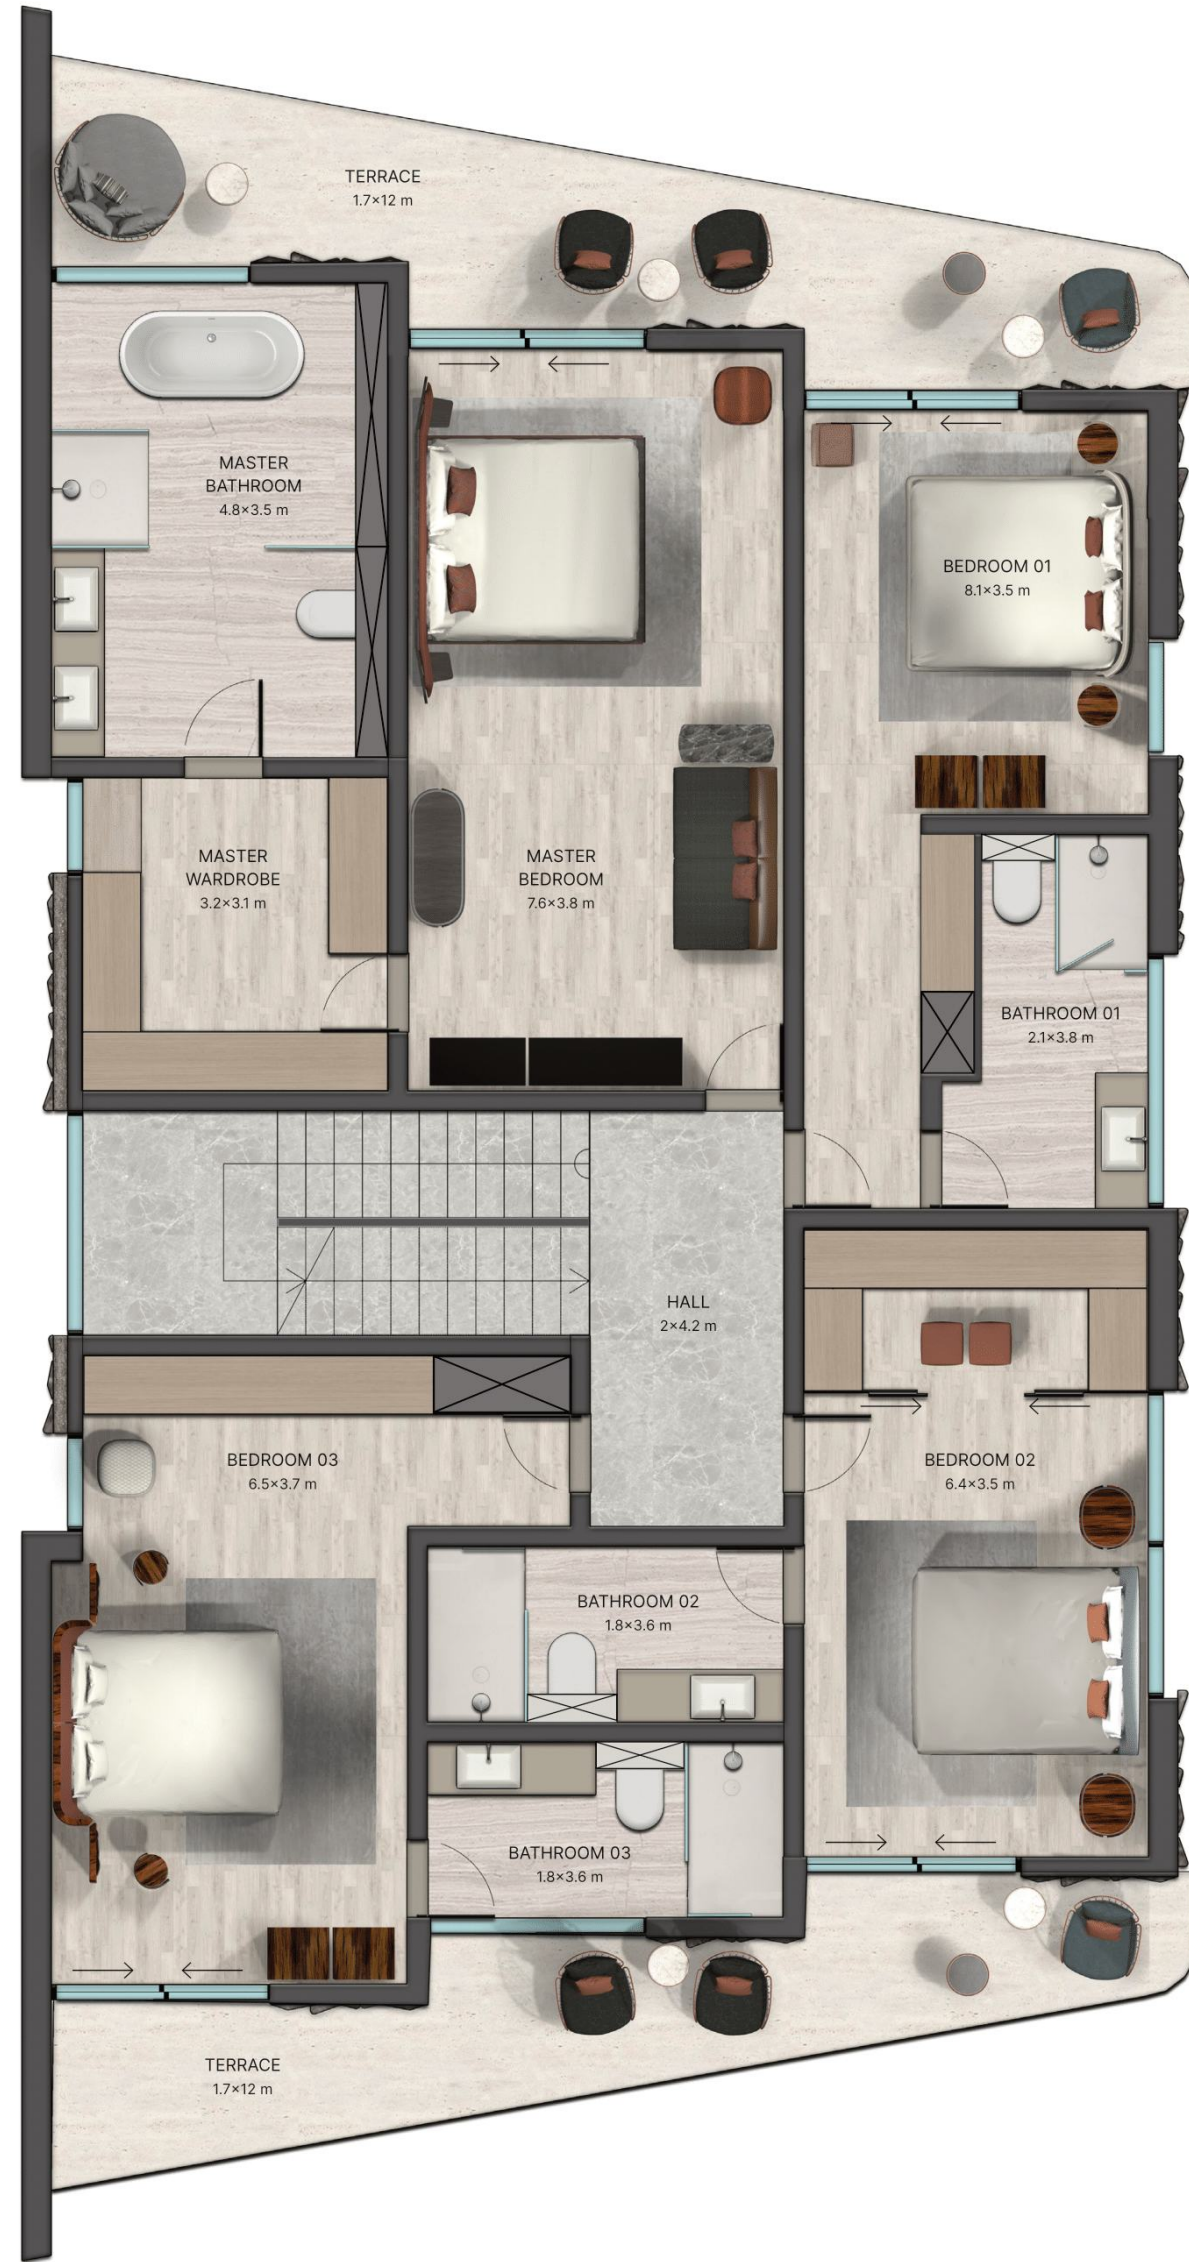 TERRACE
1.7×12 m
MASTER
BATHROOM
4.8×3.5 m
BEDROOM 01
8.1×3.5 m
MASTER
WARDROBE
3.2×3.1 m
MASTER
BEDROOM
7.6×3.8 m
BATHROOM 01
2.1×3.8 m
HALL
2×4.2 m
BEDROOM 03
6.5×3.7 m
BEDROOM 02
6.4×3.5 m
BATHROOM 02
1.8×3.6 m
BATHROOM 03
1.8×3.6 m
TERRACE
1.7×12 m